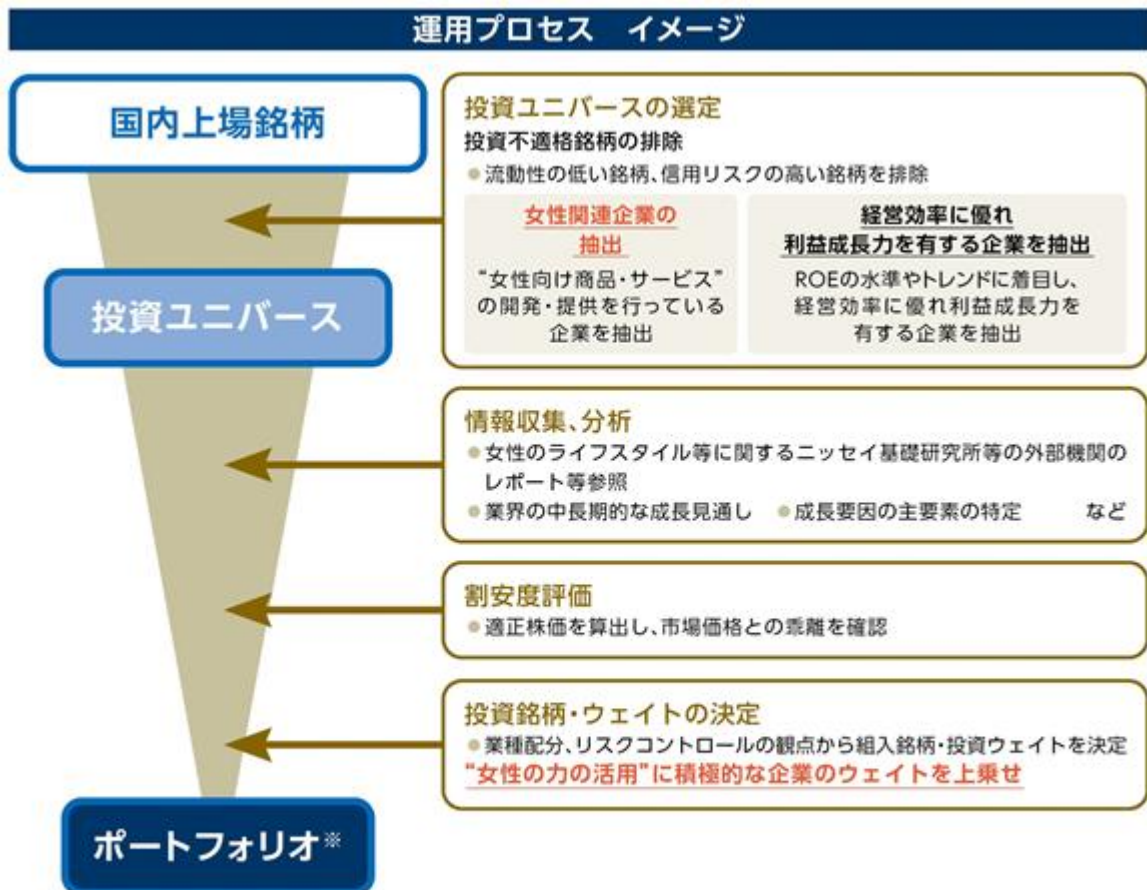 運用プロセス イメージ
国内上場銘柄
投資ユニバース
ポートフォリオ※
投資ユニバースの選定
投資不適格銘柄の排除
●流動性の低い銘柄、信用リスクの高い銘柄を排除
女性関連企業の
抽出
“女性向け商品・サービス”
の開発・提供を行っている
企業を抽出
経営効率に優れ
利益成長力を有する企業を抽出
ROEの水準やトレンドに着目し、
経営効率に優れ利益成長力を
有する企業を抽出
情報収集、分析
●女性のライフスタイル等に関するニッセイ基礎研究所等の外部機関の
レポート等参照
●業界の中長期的な成長見通し ●成長要因の主要素の特定 など
割安度評価
●適正株価を算出し、市場価格との乖離を確認
投資銘柄・ウェイトの決定
●業種配分、リスクコントロールの観点から組入銘柄・投資ウェイトを決定
“女性の力の活用”に積極的な企業のウェイトを上乗せ